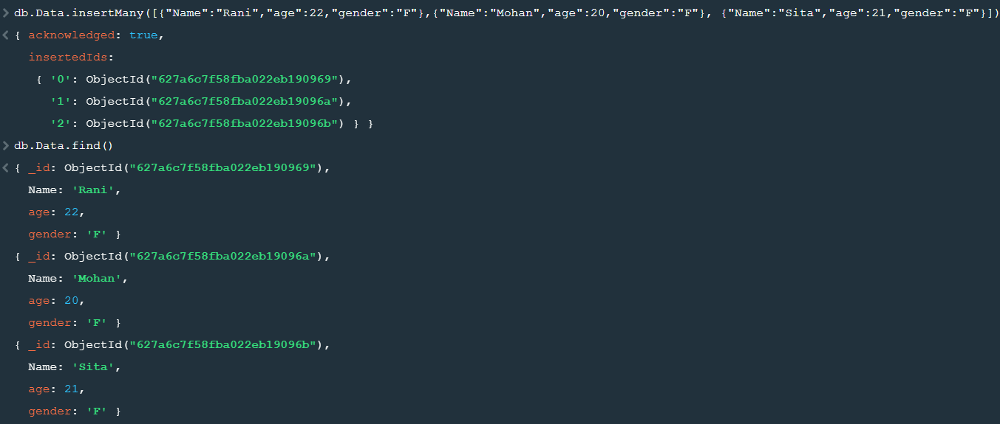 > db.Data.insertMany([{"Name":"Rani","age":22,"gender":"F"},{"Name":"Mohan","age":20,"gender":"F"}, {"Name":"Sita","age":21,"gender":"F"}])
< { acknowledged: true,
insertedIds:
{ '0': ObjectId("627a6c7f58fba022eb190969"),
'1': ObjectId("627a6c7f58fba022eb19096a"),
'2': ObjectId("627a6c7f58fba022eb19096b") } }
> db.Data.find()
< { _id: ObjectId("627a6c7f58fba022eb190969"),
Name: 'Rani',
age: 22,
gender: 'F' }
{ _id: ObjectId("627a6c7f58fba022eb19096a"),
Name: 'Mohan',
age: 20,
gender: 'F' }
{ _id: ObjectId("627a6c7f58fba022eb19096b"),
Name: 'Sita',
age: 21,
gender: 'F' }